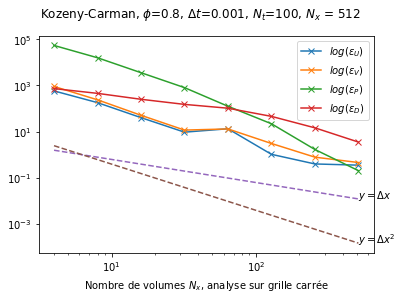 Kozeny-Carman, ϕ=0.8, Δt=0.001, N_t=100, N_x = 512
10^5
10^3
10^1
10^-1
10^-3
log(ε_U)
log(ε_V)
log(ε_P)
log(ε_D)
y = Δx
y = Δx^2
10^1
10^2
Nombre de volumes N_x, analyse sur grille carrée